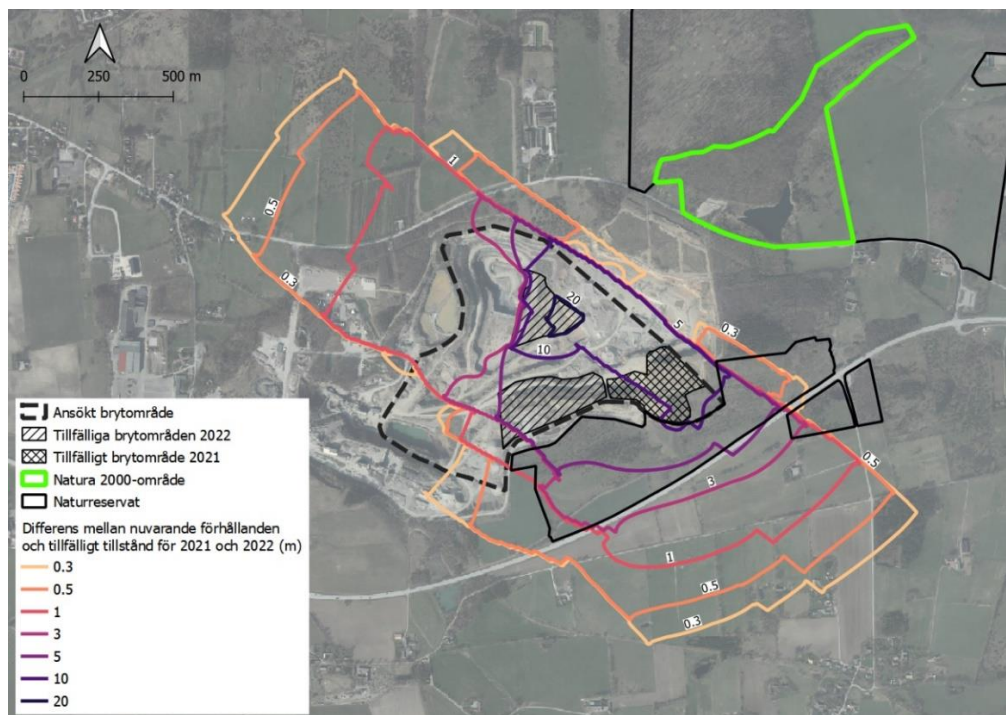 0 250 500 m
1
0.5
0.3
20
10
5
0.3
3
0.5
1
0.5
0.3
Ansökt brytområde
Tillfälliga brytområden 2022
Tillfälligt brytområde 2021
Natura 2000-område
Naturreservat
Differens mellan nuvarande förhållanden
och tillfälligt tillstånd för 2021 och 2022 (m)
0.3
0.5
1
3
5
10
20